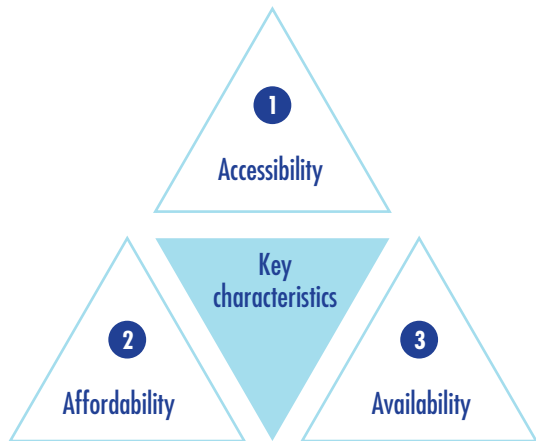 1
Accessibility
Key
characteristics
2
Affordability
3
Availability